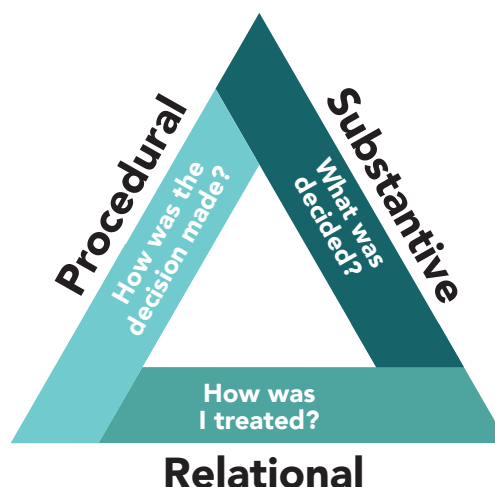 Procedural
How was the
decision made?
Substantive
What was
decided?
How was
I treated?
Relational